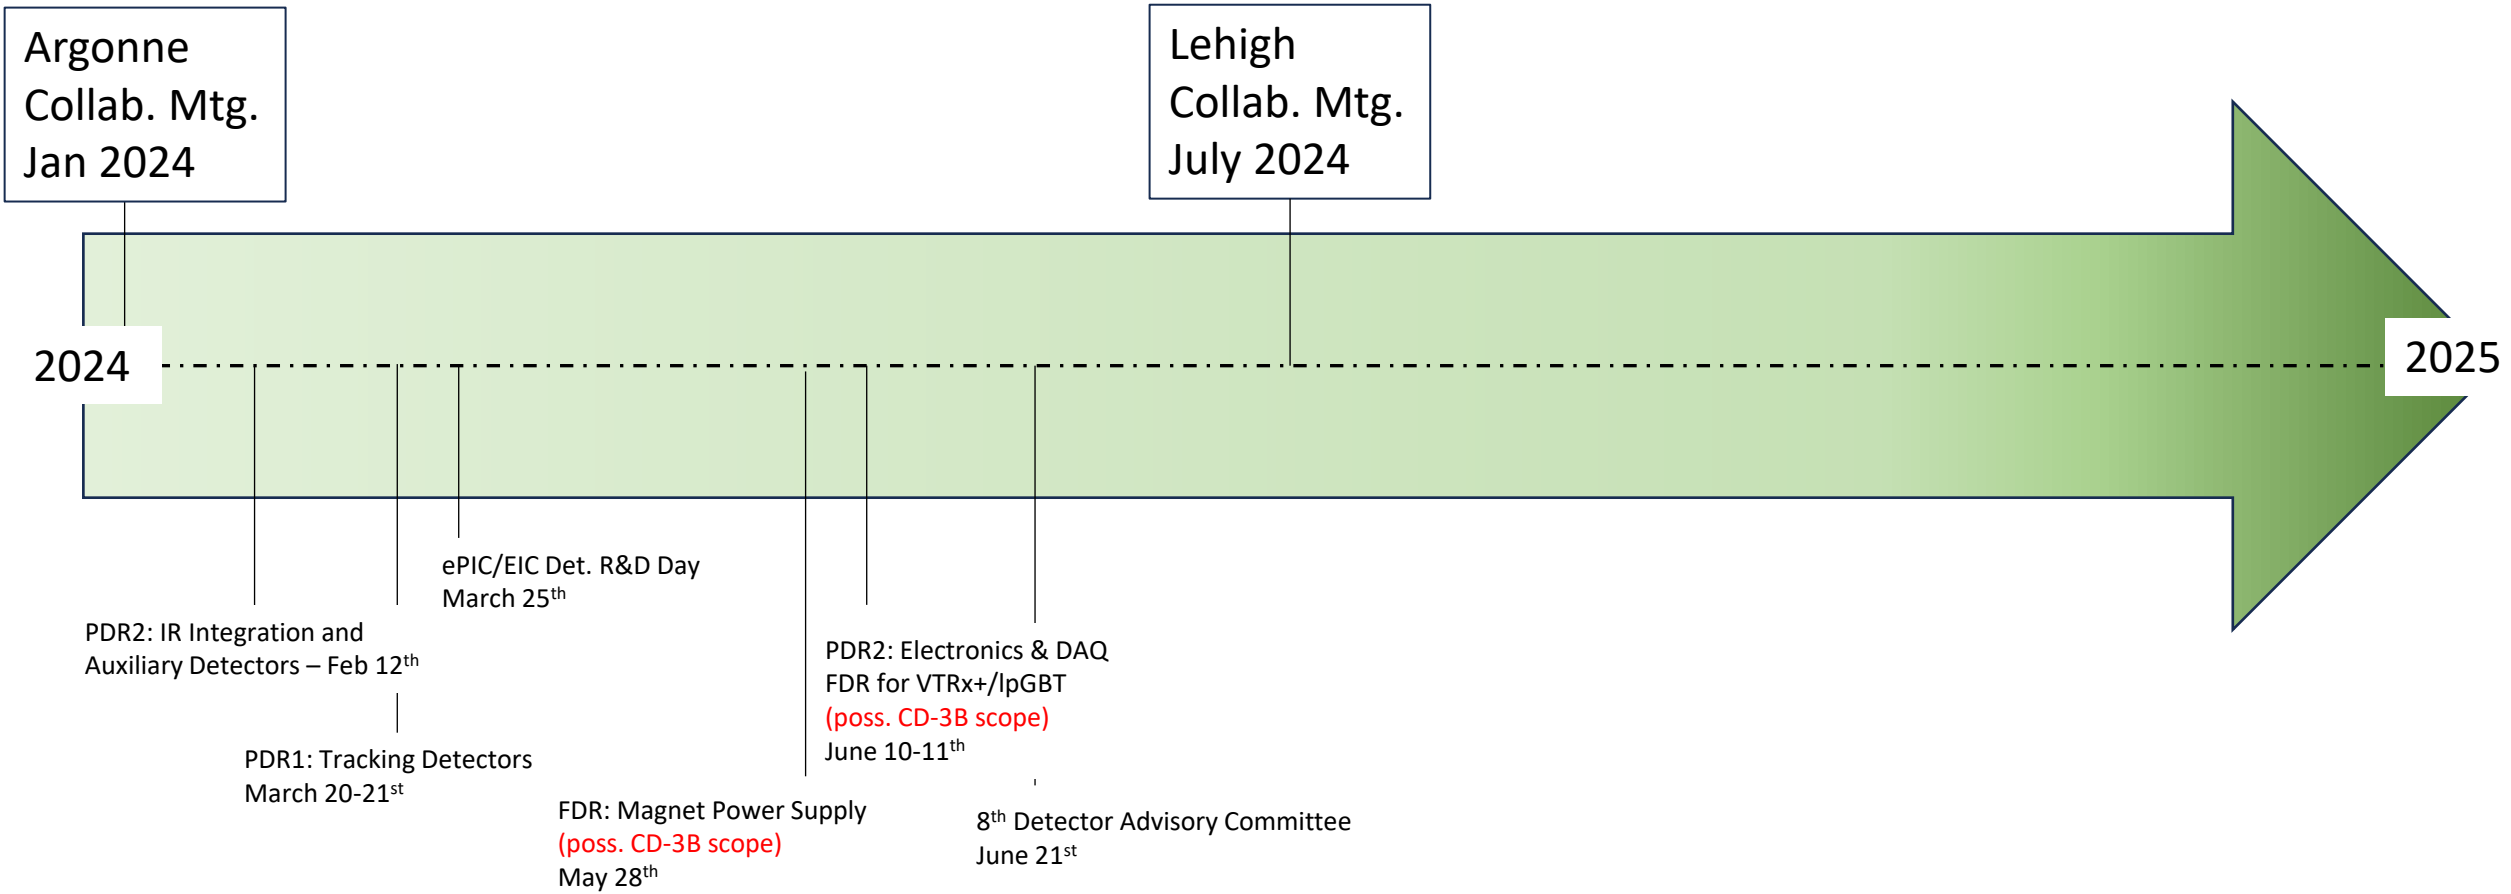 Argonne
Collab. Mtg.
Jan 2024
Lehigh
Collab. Mtg.
July 2024
2024
2025
ePIC/EIC Det. R&D Day
March 25th
PDR2: IR Integration and
Auxiliary Detectors – Feb 12th
PDR2: Electronics & DAQ
FDR for VTRx+/lpGBT
(poss. CD-3B scope)
June 10-11th
PDR1: Tracking Detectors
March 20-21st
FDR: Magnet Power Supply
(poss. CD-3B scope)
May 28th
8th Detector Advisory Committee
June 21st